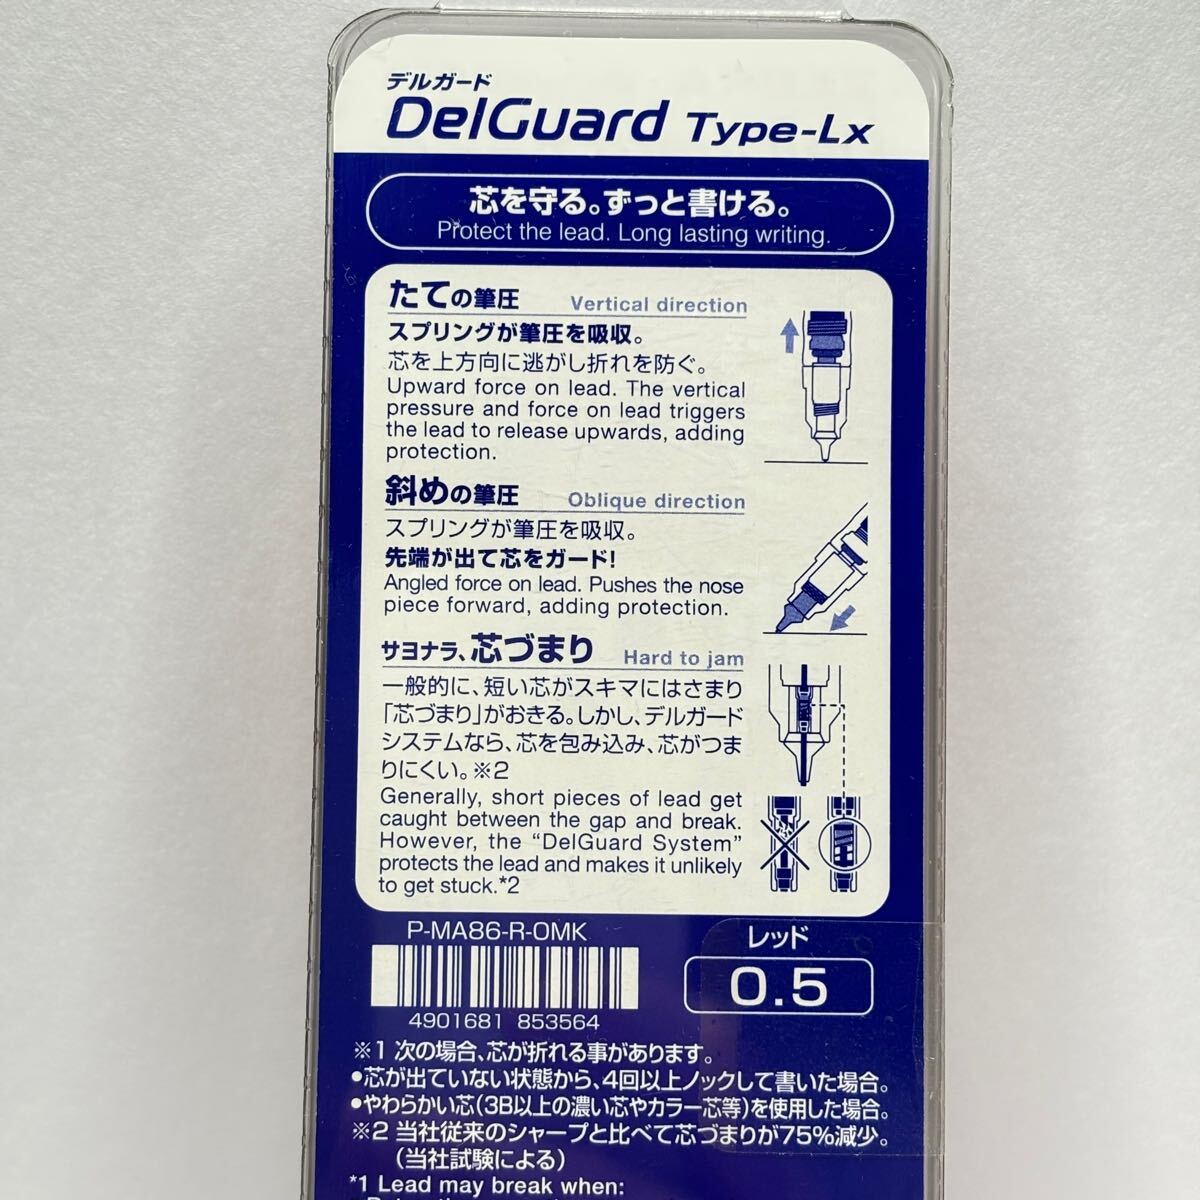 デルガード
DelGuard Type-Lx
芯を守る。ずっと書ける。
Protect the lead. Long lasting writing.
たての筆圧 Vertical direction
スプリングが筆圧を吸収。
芯を上方向に逃がし折れを防ぐ。
Upward force on lead. The vertical
pressure and force on lead triggers
the lead to release upwards, adding
protection.
斜めの筆圧 Oblique direction
スプリングが筆圧を吸収。
先端が出て芯をガード!
Angled force on lead. Pushes the nose
piece forward, adding protection.
サヨナラ、芯づまり Hard to jam
一般的に、短い芯がスキマにはさまり
「芯づまり」がおきる。しかし、デルガード
システムなら、芯を包み込み、芯がつま
りにくい。※2
Generally, short pieces of lead get
caught between the gap and break.
However, the “DelGuard System”
protects the lead and makes it unlikely
to get stuck.*2
P-MA86-R-OMK
4901681 853564
レッド
0.5
※1 次の場合、芯が折れる事があります。
●芯が出ていない状態から、4回以上ノックして書いた場合。
●やわらかい芯(3B以上の濃い芯やカラー芯等)を使用した場合。
※2 当社従来のシャープと比べて芯づまりが75%減少。
(当社試験による)
*1 Lead may break when: